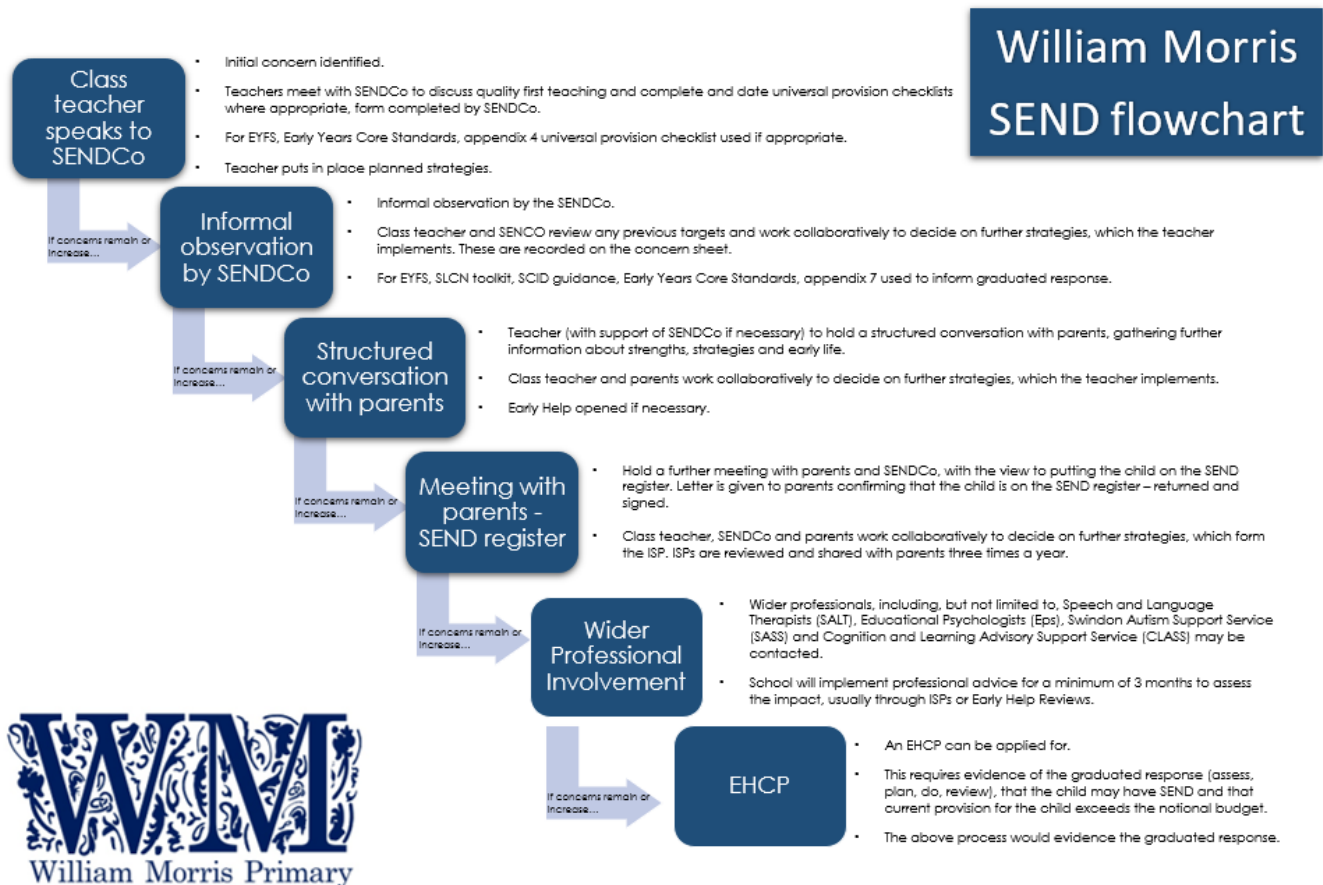 William Morris
SEND flowchart
Class
teacher
speaks to
SENDCo
• Initial concern identified.
• Teachers meet with SENDCo to discuss quality first teaching and complete and date universal provision checklists
where appropriate, form completed by SENDCo.
• For EYFS, Early Years Core Standards, appendix 4 universal provision checklist used if appropriate.
• Teacher puts in place planned strategies.
If concerns remain or
increase...
Informal
observation
by SENDCo
• Informal observation by the SENDCo.
• Class teacher and SENCO review any previous targets and work collaboratively to decide on further strategies, which the teacher
implements. These are recorded on the concern sheet.
• For EYFS, SLCN toolkit, SCID guidance, Early Years Core Standards, appendix 7 used to inform graduated response.
If concerns remain or
increase...
Structured
conversation
with parents
• Teacher (with support of SENDCo if necessary) to hold a structured conversation with parents, gathering further
information about strengths, strategies and early life.
• Class teacher and parents work collaboratively to decide on further strategies, which the teacher implements.
• Early Help opened if necessary.
If concerns remain or
increase...
Meeting with
parents -
SEND register
• Hold a further meeting with parents and SENDCo, with the view to putting the child on the SEND
register. Letter is given to parents confirming that the child is on the SEND register – returned and
signed.
• Class teacher, SENDCo and parents work collaboratively to decide on further strategies, which form
the ISP. ISPs are reviewed and shared with parents three times a year.
If concerns remain or
increase...
Wider
Professional
Involvement
• Wider professionals, including, but not limited to, Speech and Language
Therapists (SALT), Educational Psychologists (Eps), Swindon Autism Support Service
(SASS) and Cognition and Learning Advisory Support Service (CLASS) may be
contacted.
• School will implement professional advice for a minimum of 3 months to assess
the impact, usually through ISPs or Early Help Reviews.
If concerns remain or
increase...
EHCP
• An EHCP can be applied for.
• This requires evidence of the graduated response (assess,
plan, do, review), that the child may have SEND and that
current provision for the child exceeds the notional budget.
• The above process would evidence the graduated response.
WM
William Morris Primary